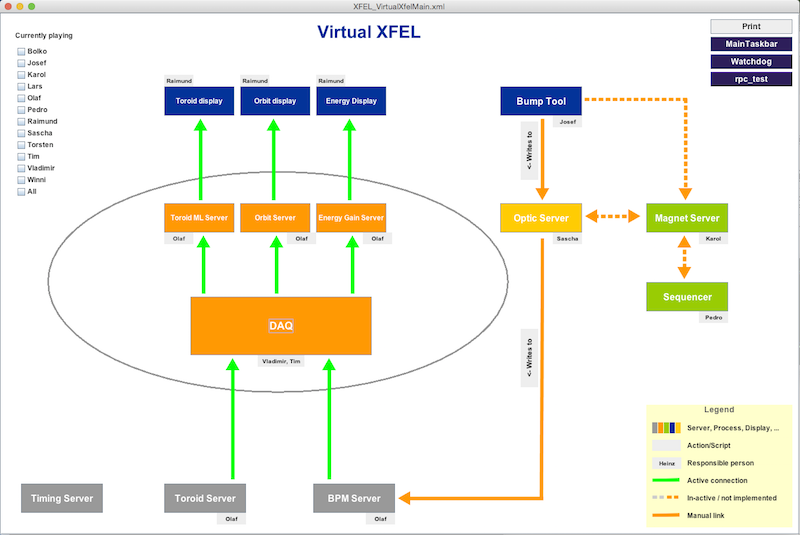 XFEL_VirtualXfelMain.xml
Virtual XFEL
Print
MainTaskbar
Watchdog
rpc_test
Currently playing
Bolko
Josef
Karol
Lars
Olaf
Pedro
Raimund
Sascha
Torsten
Tim
Vladimir
Winni
All
Raimund
Raimund
Raimund
Toroid display
Orbit display
Energy Display
Bump Tool
Josef
<- Writes to
Toroid ML Server
Orbit Server
Energy Gain Server
Optic Server
Magnet Server
Olaf
Olaf
Olaf
Sascha
Karol
Sequencer
Pedro
DAQ
Vladimir, Tim
<- Writes to
Timing Server
Toroid Server
BPM Server
Olaf
Olaf
Legend
Server, Process, Display, ...
Action/Script
Heinz
Responsible person
Active connection
In-active / not implemented
Manual link